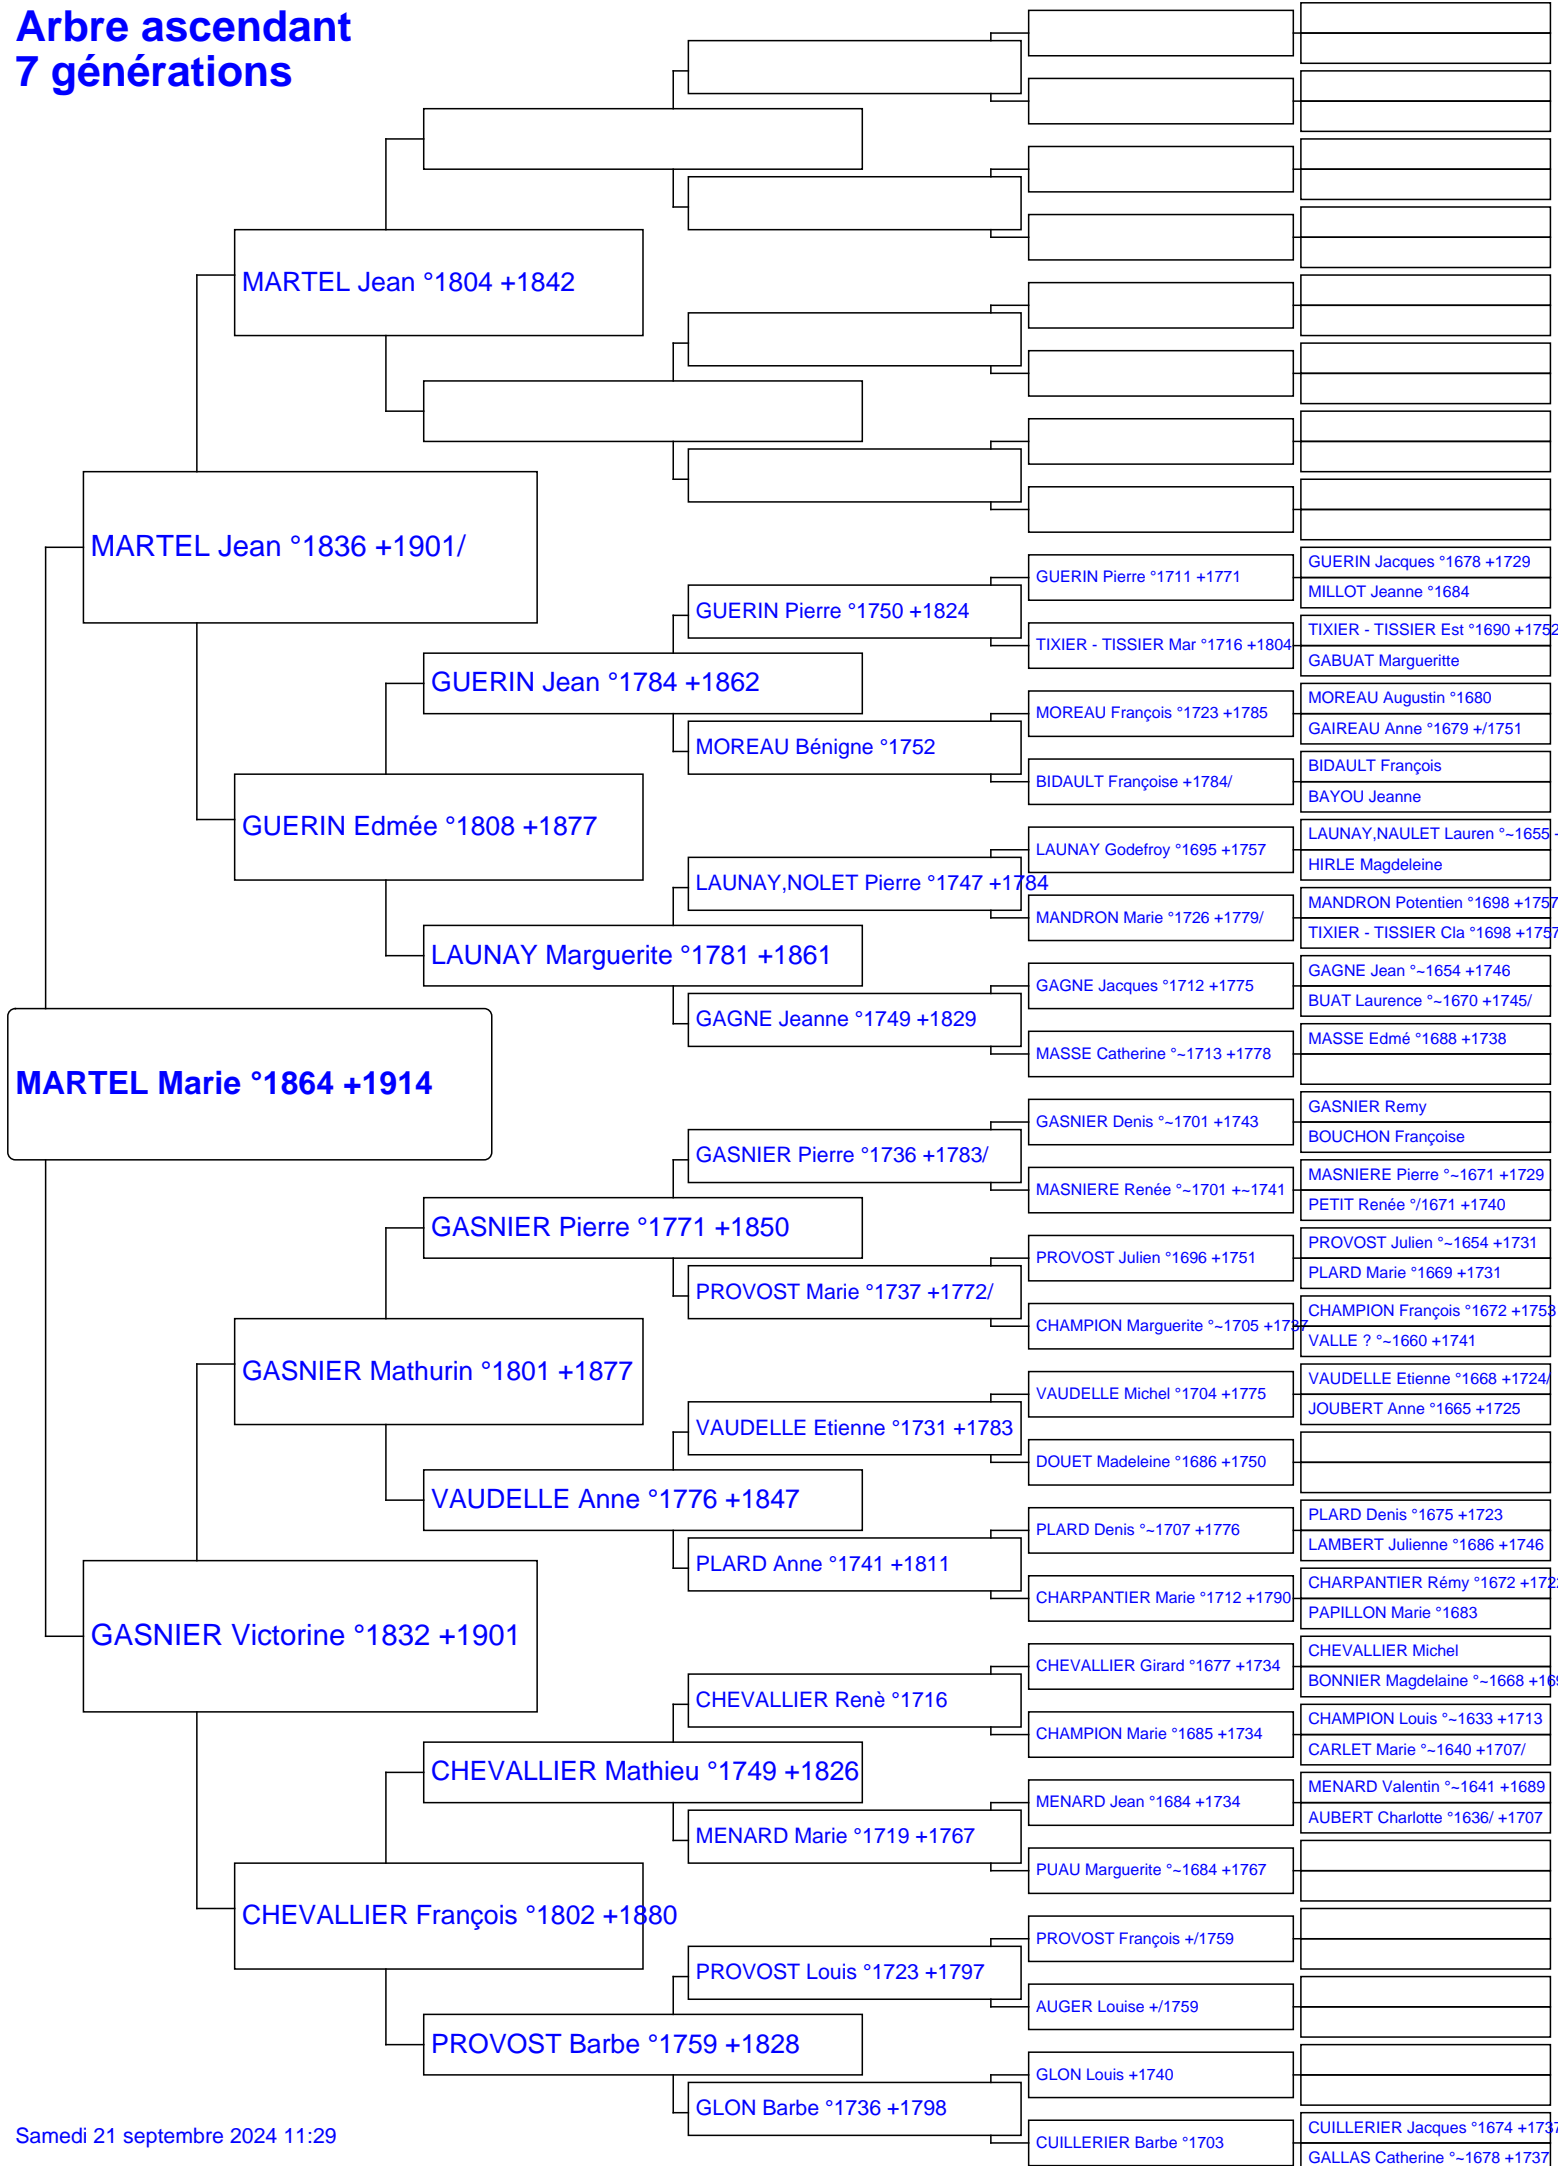 Arbre ascendant
7 générations
MARTEL Marie °1864 +1914
MARTEL Jean °1836 +1901/
GASNIER Victorine °1832 +1901
MARTEL Jean °1804 +1842
GUERIN Edmée °1808 +1877
GASNIER Mathurin °1801 +1877
CHEVALLIER François °1802 +1880
GUERIN Jean °1784 +1862
LAUNAY Marguerite °1781 +1861
GASNIER Pierre °1771 +1850
VAUDELLE Anne °1776 +1847
CHEVALLIER Mathieu °1749 +1826
PROVOST Barbe °1759 +1828
GUERIN Pierre °1750 +1824
MOREAU Bénigne °1752
LAUNAY,NOLET Pierre °1747 +1784
GAGNE Jeanne °1749 +1829
GASNIER Pierre °1736 +1783/
PROVOST Marie °1737 +1772/
VAUDELLE Etienne °1731 +1783
PLARD Anne °1741 +1811
CHEVALLIER Renè °1716
MENARD Marie °1719 +1767
PROVOST Louis °1723 +1797
GLON Barbe °1736 +1798
GUERIN Pierre °1711 +1771
TIXIER - TISSIER Mar °1716 +1804
MOREAU François °1723 +1785
BIDAULT Françoise +1784/
LAUNAY Godefroy °1695 +1757
MANDRON Marie °1726 +1779/
GAGNE Jacques °1712 +1775
MASSE Catherine °~1713 +1778
GASNIER Denis °~1701 +1743
MASNIERE Renée °~1701 +~1741
PROVOST Julien °1696 +1751
CHAMPION Marguerite °~1705 +1737
VAUDELLE Michel °1704 +1775
DOUET Madeleine °1686 +1750
PLARD Denis °~1707 +1776
CHARPANTIER Marie °1712 +1790
CHEVALLIER Girard °1677 +1734
CHAMPION Marie °1685 +1734
MENARD Jean °1684 +1734
PUAU Marguerite °~1684 +1767
PROVOST François +/1759
AUGER Louise +/1759
GLON Louis +1740
CUILLERIER Barbe °1703
GUERIN Jacques °1678 +1729
MILLOT Jeanne °1684
TIXIER - TISSIER Est °1690 +1752
GABUAT Margueritte
MOREAU Augustin °1680
GAIREAU Anne °1679 +/1751
BIDAULT François
BAYOU Jeanne
LAUNAY,NAULET Lauren °~1655
HIRLE Magdeleine
MANDRON Potentien °1698 +1757
TIXIER - TISSIER Cla °1698 +1757
GAGNE Jean °~1654 +1746
BUAT Laurence °~1670 +1745/
MASSE Edmé °1688 +1738
GASNIER Remy
BOUCHON Françoise
MASNIERE Pierre °~1671 +1729
PETIT Renée °/1671 +1740
PROVOST Julien °~1654 +1731
PLARD Marie °1669 +1731
CHAMPION François °1672 +1753
VALLE ? °~1660 +1741
VAUDELLE Etienne °1668 +1724/
JOUBERT Anne °1665 +1725
PLARD Denis °1675 +1723
LAMBERT Julienne °1686 +1746
CHARPANTIER Rémy °1672
PAPILLON Marie °1683
CHEVALLIER Michel
BONNIER Magdelaine °~1668
CHAMPION Louis °~1633 +1713
CARLET Marie °~1640 +1707/
MENARD Valentin °~1641 +1689
AUBERT Charlotte °1636/ +1707
CUILLERIER Jacques °1674 +1737
GALLAS Catherine °~1678 +1737
Samedi 21 septembre 2024 11:29